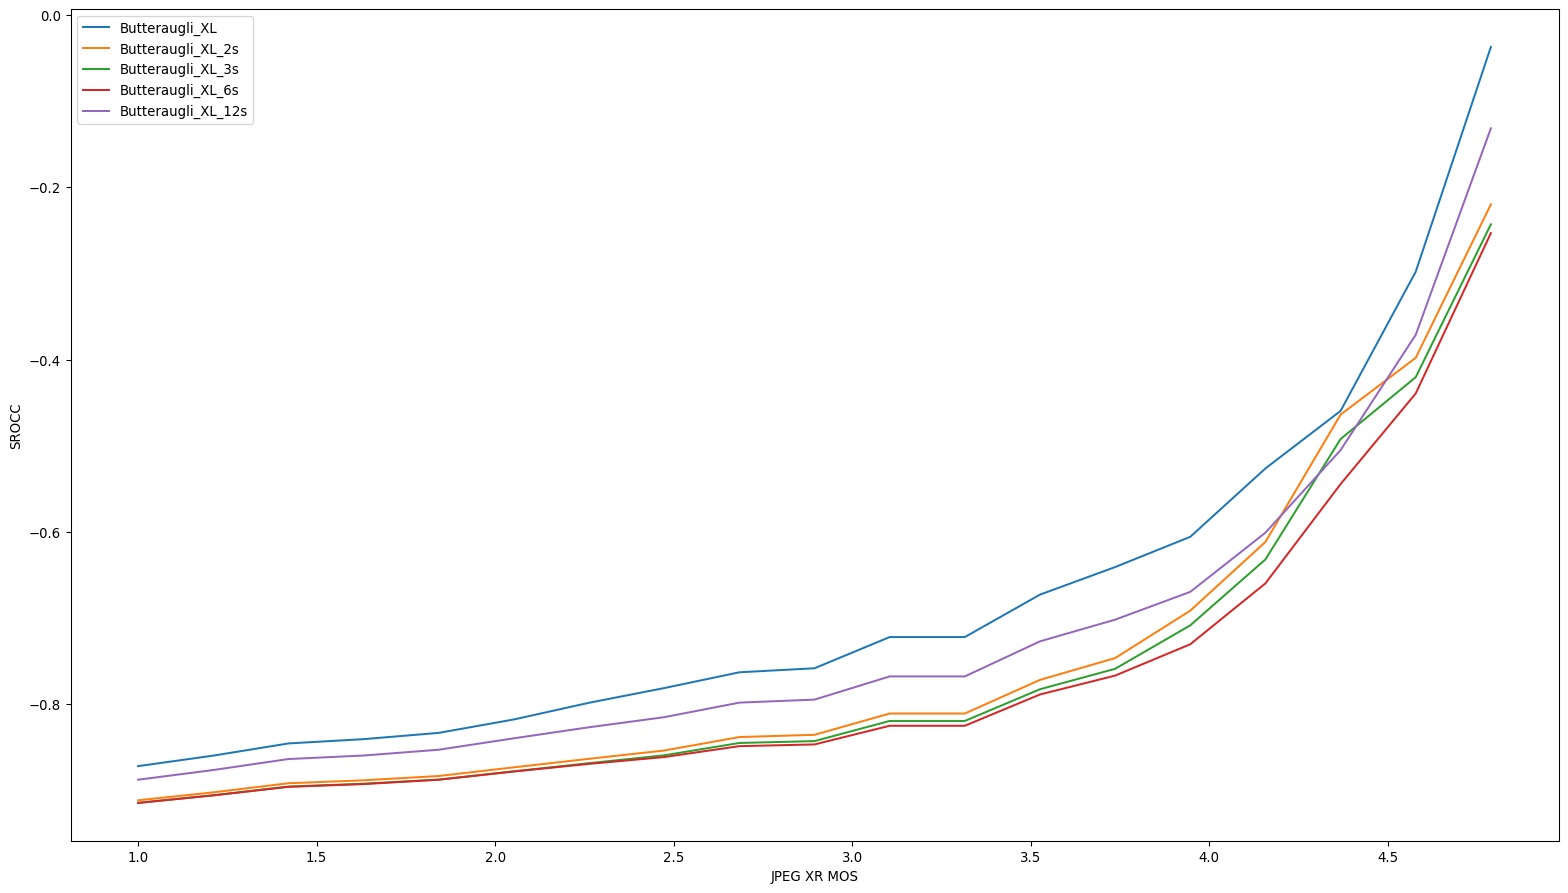 Butteraugli_XL
Butteraugli_XL_2s
Butteraugli_XL_3s
Butteraugli_XL_6s
Butteraugli_XL_12s
0.0
−0.2
−0.4
−0.6
−0.8
SROCC
1.0 1.5 2.0 2.5 3.0 3.5 4.0 4.5
JPEG XR MOS